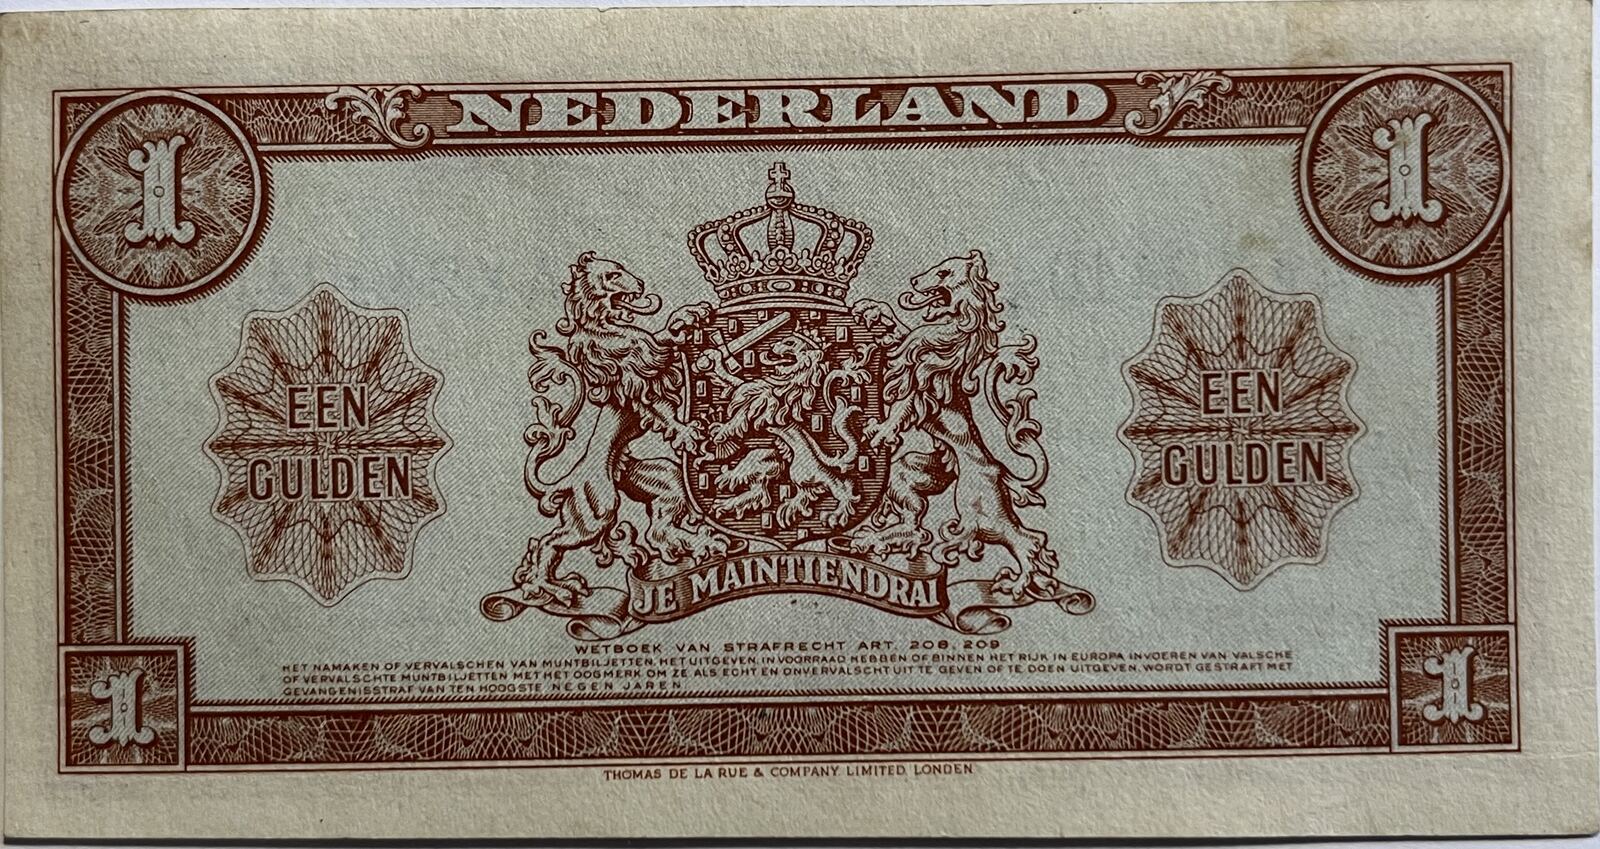 NEDERLAND
1 1
EEN
GULDEN
EEN
GULDEN
JE MAINTIENDRAI
WETBOEK VAN STRAFRECHT ART. 208, 209
HET NAMAKEN OF VERVALSCHEN VAN MUNTBILJETTEN, HET UITGEVEN, IN VOORRAAD HEBBEN OF BINNEN HET RIJK IN EUROPA INVOEREN VAN VALSCHE
OF VERVALSCHTE MUNTBILJETTEN MET HET OOGMERK OM ZE ALS ECHT EN ONVERVALSCHT UIT TE GEVEN OF TE DOEN UITGEVEN, WORDT GESTRAFT MET
GEVANGENISSTRAF VAN TEN HOOGSTE NEGEN JAREN
1 1
THOMAS DE LA RUE & COMPANY, LIMITED, LONDEN